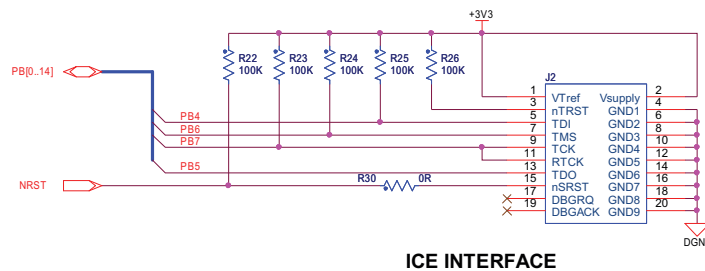 +3V3
R22 R23 R24 R25 R26
100K 100K 100K 100K 100K
PB[0..14]
J2
1 VTref Vsupply 2
3 nTRST GND1 4
PB4 5 TDI GND2 6
PB6 7 TMS GND3 8
PB7 9 TCK GND4 10
11 RTCK GND5 12
PB5 13 TDO GND6 14
NRST R30 0R 15 nSRST GND7 16
17 DBGRQ GND8 18
19 DBGACK GND9 20
DGN
ICE INTERFACE